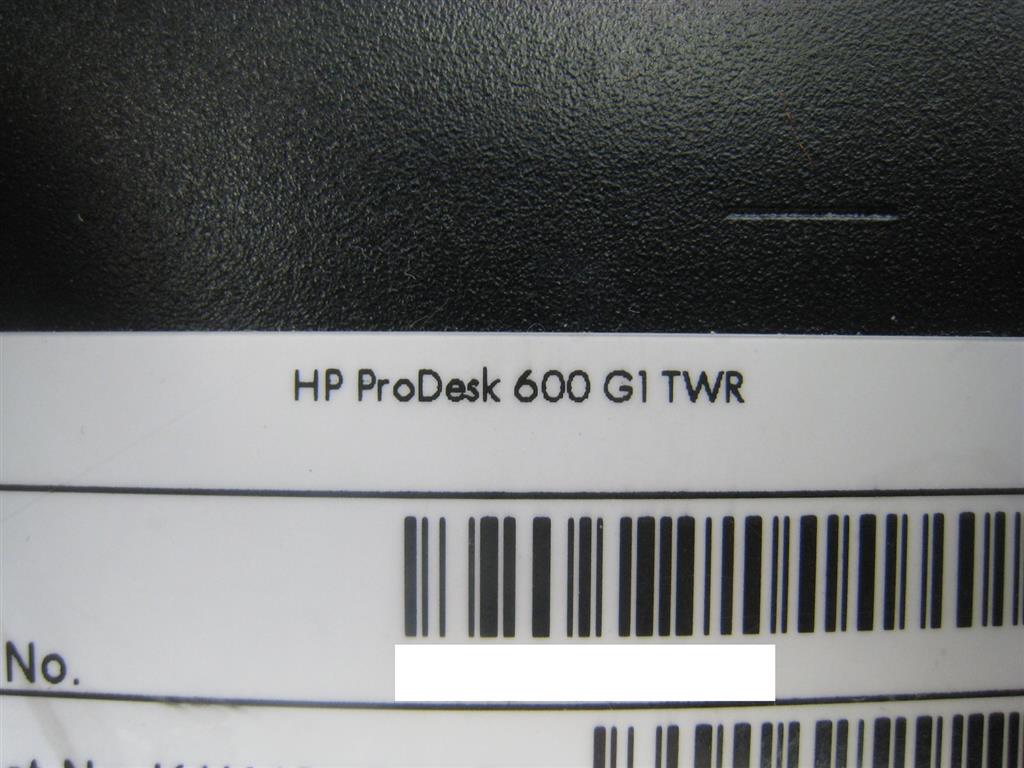 HP ProDesk 600 G1 TWR
No.